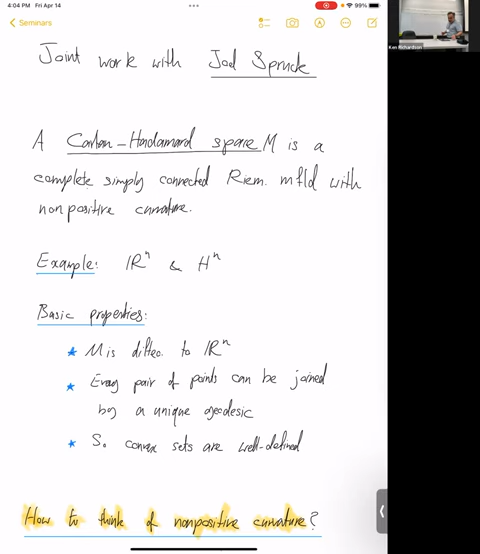 4:04 PM Fri Apr 14
99%
Seminars
Ken Richardson
Joint work with Joel Spruck
A Cartan-Hadamard space M is a
complete simply connected Riem. mfld with
nonpositive curvature.
Example: IRⁿ & Hⁿ
Basic properties:
* M is diffeo. to IRⁿ
* Every pair of points can be joined
by a unique geodesic
* So convex sets are well-defined
How to think of nonpositive curvature?